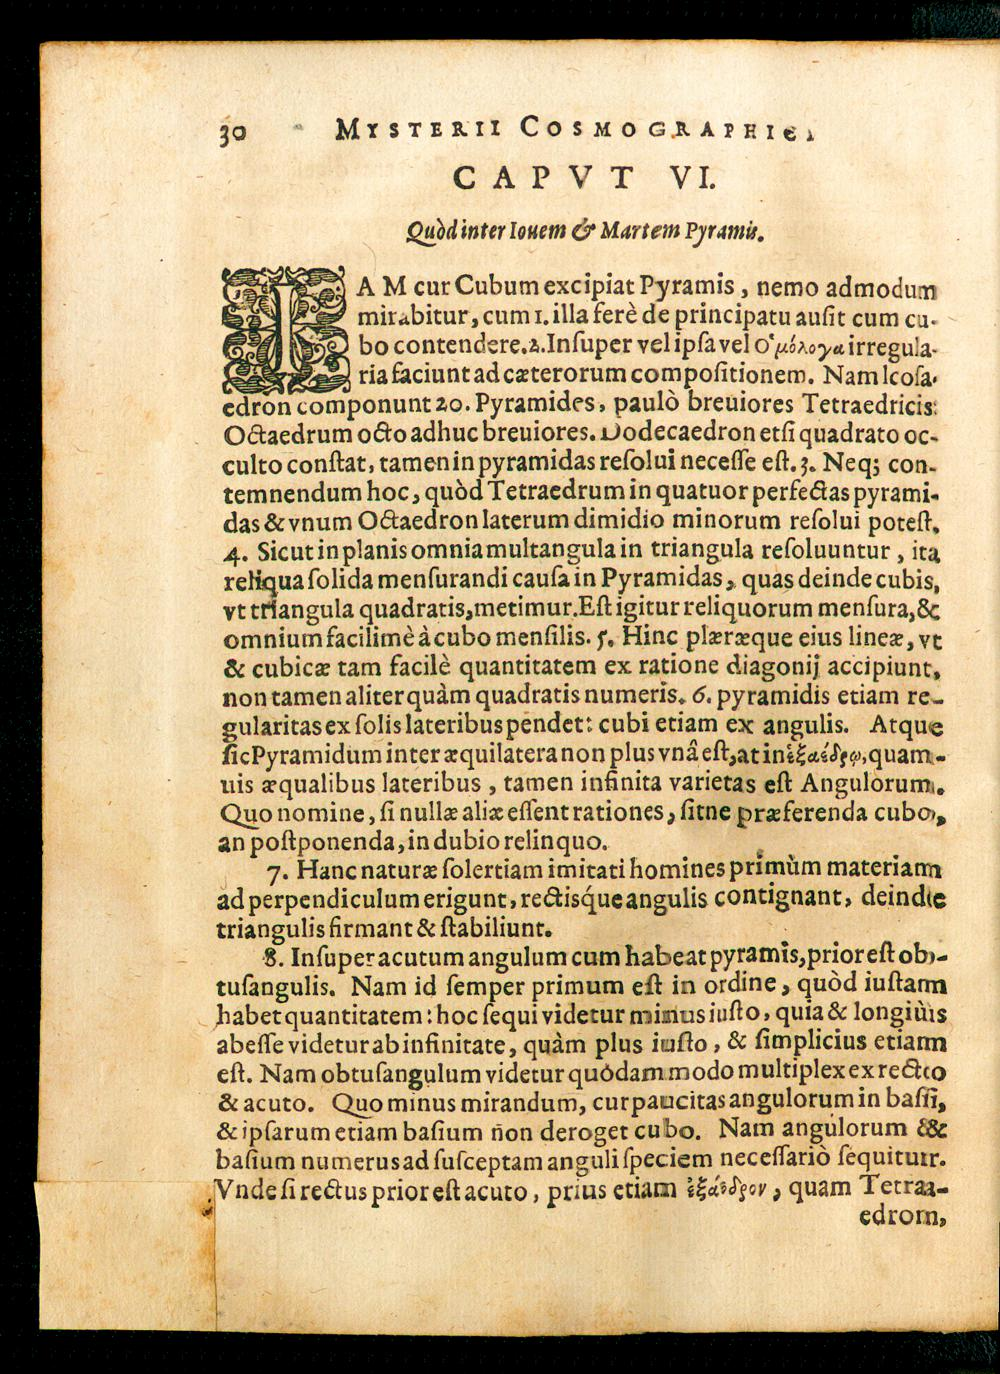 30 MYSTERII COSMOGRAPHICI
CAPVT VI.
Quòd inter Iouem & Martem Pyramis.
IAM cur Cubum excipiat Pyramis, nemo admodum
mirabitur, cum 1. illa ferè de principatu ausit cum cu-
bo contendere. 2. Insuper vel ipsa vel ὁμόλογα irregula-
ria faciunt ad cæterorum compositionem. Nam Icosa-
edron componunt 20. Pyramides, paulò breuiores Tetraedricis:
Octaedrum octo adhuc breuiores. Dodecaedron etsi quadrato oc-
culto constat, tamen in pyramidas resolui necesse est. 3. Neq; con-
temnendum hoc, quòd Tetraedrum in quatuor perfectas pyrami-
das & vnum Octaedron laterum dimidio minorum resolui potest.
4. Sicut in planis omnia multangula in triangula resoluuntur, ita
reliqua solida mensurandi causa in Pyramidas, quas deinde cubis,
vt triangula quadratis, metimur. Est igitur reliquorum mensura, &
omnium facilimè à cubo mensilis. 5. Hinc plæræque eius lineæ, vt
& cubicæ tam facilè quantitatem ex ratione diagonij accipiunt,
non tamen aliter quàm quadratis numeris. 6. pyramidis etiam re-
gularitas ex solis lateribus pendet: cubi etiam ex angulis. Atque
sic Pyramidum inter æquilatera non plus vnâ est, at in ἑξαέδρῳ, quam-
uis æqualibus lateribus, tamen infinita varietas est Angulorum.
Quo nomine, si nullæ aliæ essent rationes, sitne præferenda cubo,
an postponenda, in dubio relinquo.
7. Hanc naturæ solertiam imitati homines primùm materiam
ad perpendiculum erigunt, rectisq́ue angulis contignant, deinde
triangulis firmant & stabiliunt.
8. Insuper acutum angulum cum habeat pyramis, prior est ob-
tusangulis. Nam id semper primum est in ordine, quòd iustam
habet quantitatem: hoc sequi videtur minus iusto, quia & longiùs
abesse videtur ab infinitate, quàm plus iusto, & simplicius etiam
est. Nam obtusangulum videtur quodammodo multiplex ex recto
& acuto. Quo minus mirandum, cur paucitas angulorum in bassi,
& ipsarum etiam basium non deroget cubo. Nam angulorum &
basium numerus ad susceptam anguli speciem necessariò sequitur.
Vnde si rectus prior est acuto, prius etiam ἑξάεδρον, quam Tetra-
edrom,